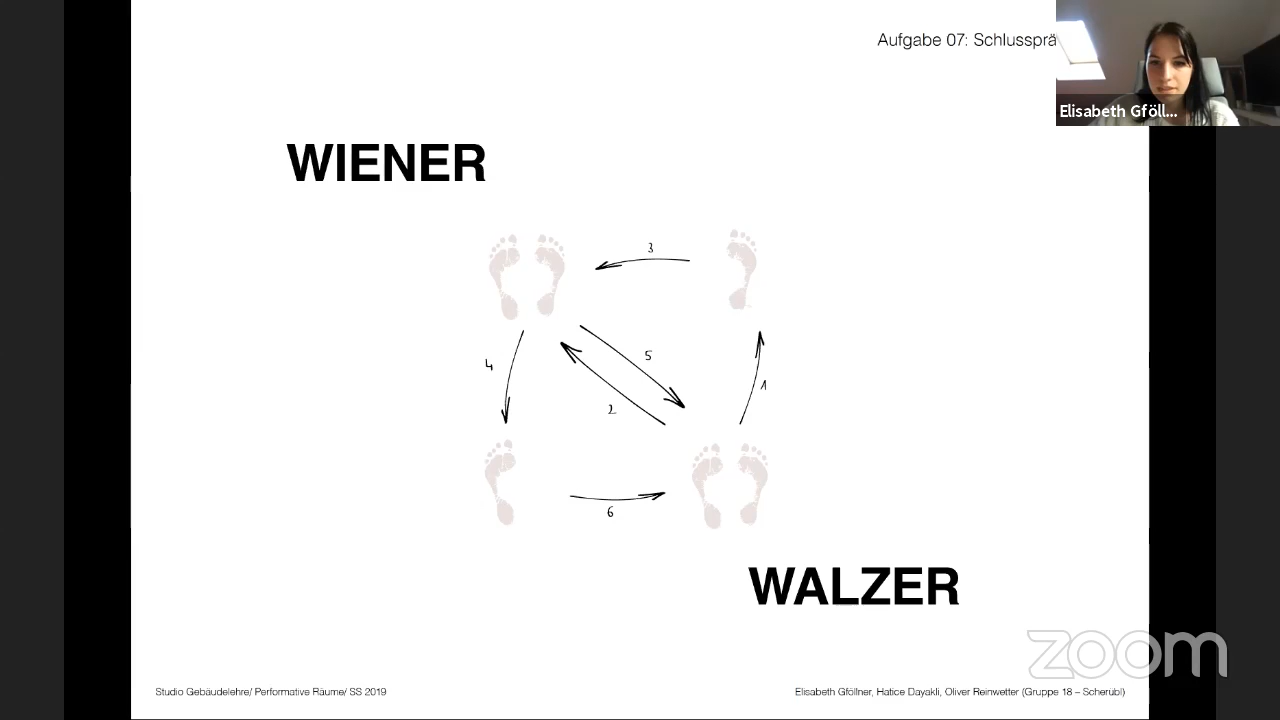 Aufgabe 07: Schlussprä
Elisabeth Gföll...
WIENER
3
4
5
2
1
6
WALZER
zoom
Studio Gebäudelehre/ Performative Räume/ SS 2019
Elisabeth Gföllner, Hatice Dayakli, Oliver Reinwetter (Gruppe 18 – Scherübl)